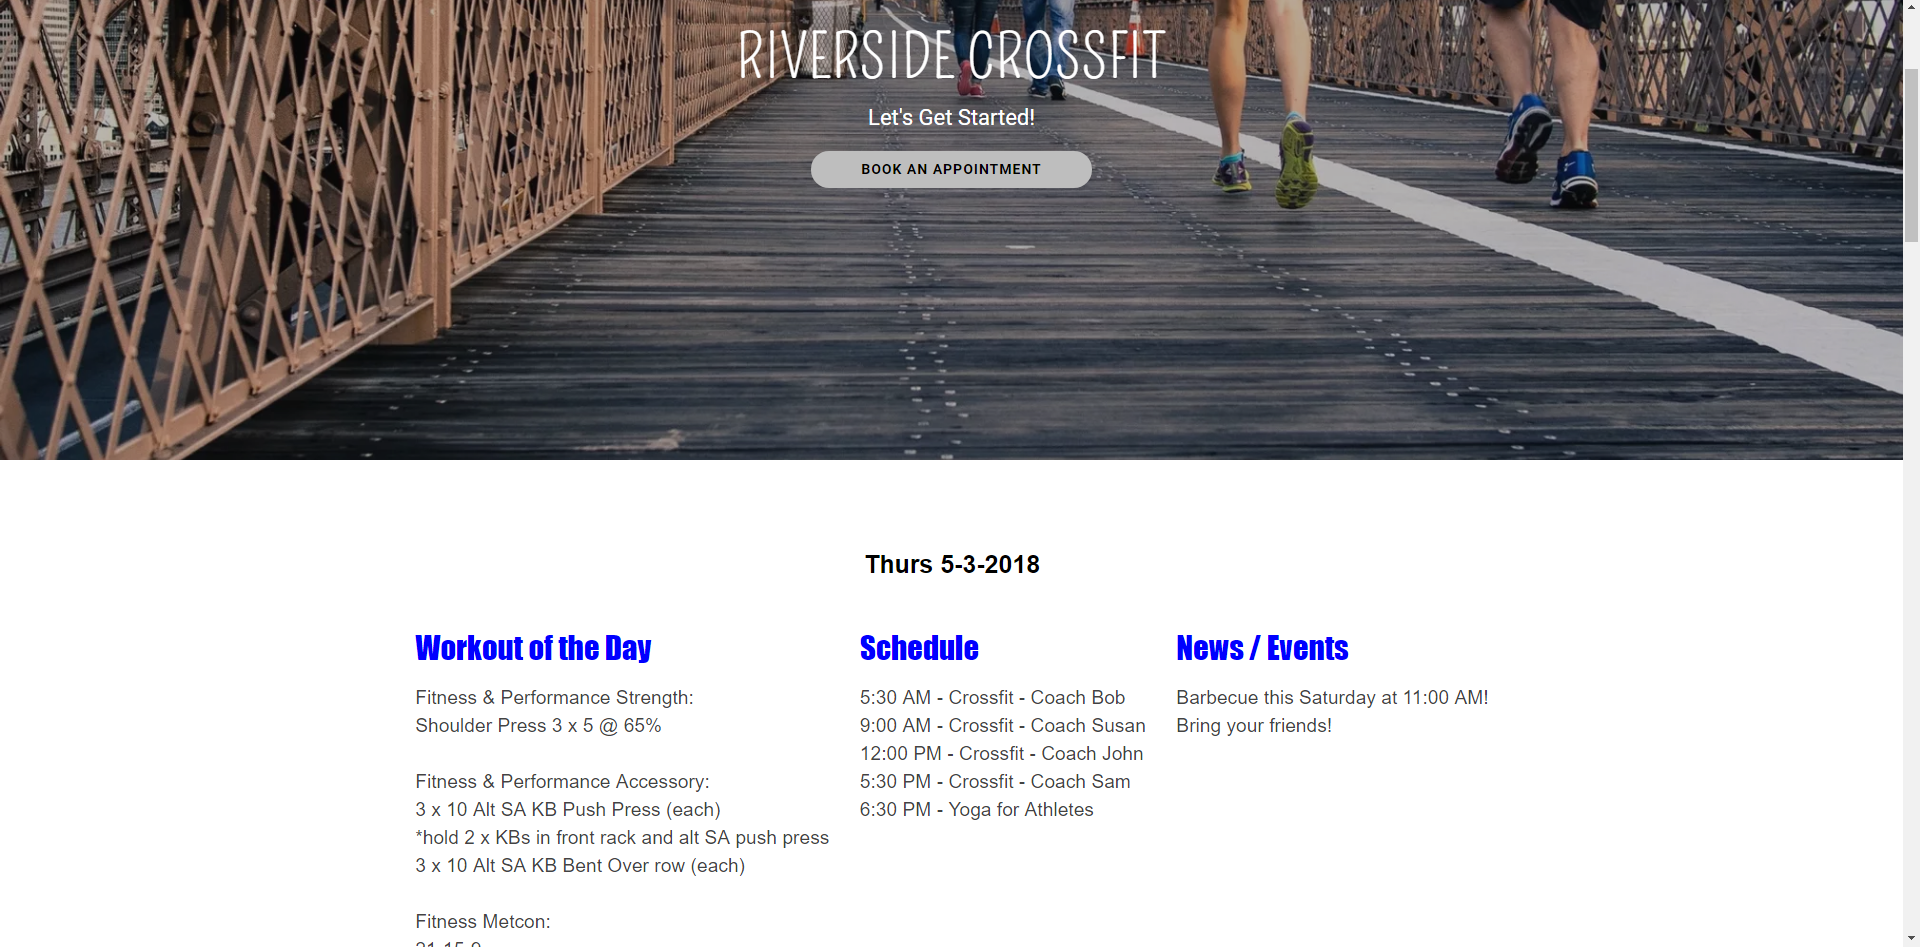 RIVERSIDE CROSSFIT
Let's Get Started!
BOOK AN APPOINTMENT
Thurs 5-3-2018
Workout of the Day
Fitness & Performance Strength:
Shoulder Press 3 x 5 @ 65%
Fitness & Performance Accessory:
3 x 10 Alt SA KB Push Press (each)
*hold 2 x KBs in front rack and alt SA push press
3 x 10 Alt SA KB Bent Over row (each)
Fitness Metcon:
Schedule
5:30 AM - Crossfit - Coach Bob
9:00 AM - Crossfit - Coach Susan
12:00 PM - Crossfit - Coach John
5:30 PM - Crossfit - Coach Sam
6:30 PM - Yoga for Athletes
News / Events
Barbecue this Saturday at 11:00 AM!
Bring your friends!